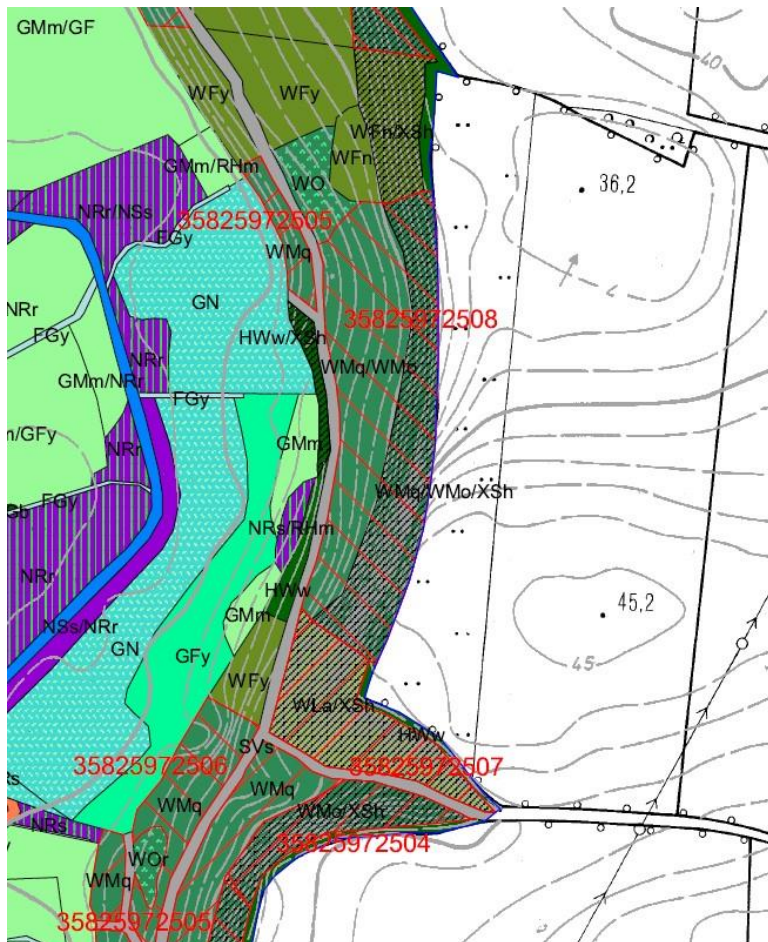 GMm/GF
40
WFy
WFy
WFn/XSh
WFn
GMm/RHm
WO
36,2
NRr/NSs
35825972505
FGy
WMq
GN
NRr
35825972508
FGy
HWw/XSh
NRr
WMq/WMo
GMm/NRr
FGy
n/GFy
GMm
NRr
WMq/WMo/XSh
FGy
Gb
NRs/RHm
NRr
HWw
45,2
GMm
NSs/NRr
GN
GFy
45
WFy
WLa/XSh
HWw
SVs
35825972506
35825972507
Rs
WMq
WMq
WMo/XSh
NRs
35825972504
WOr
WMq
35825972505